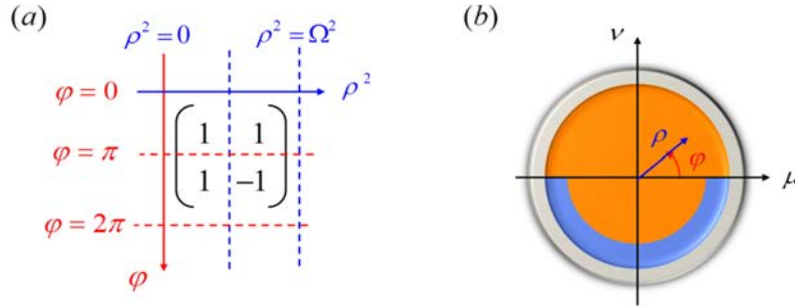 (a)
ρ² = 0
ρ² = Ω²
φ = 0
ρ²
1 1
φ = π
1 −1
φ = 2π
φ
(b)
ν
ρ
φ
μ